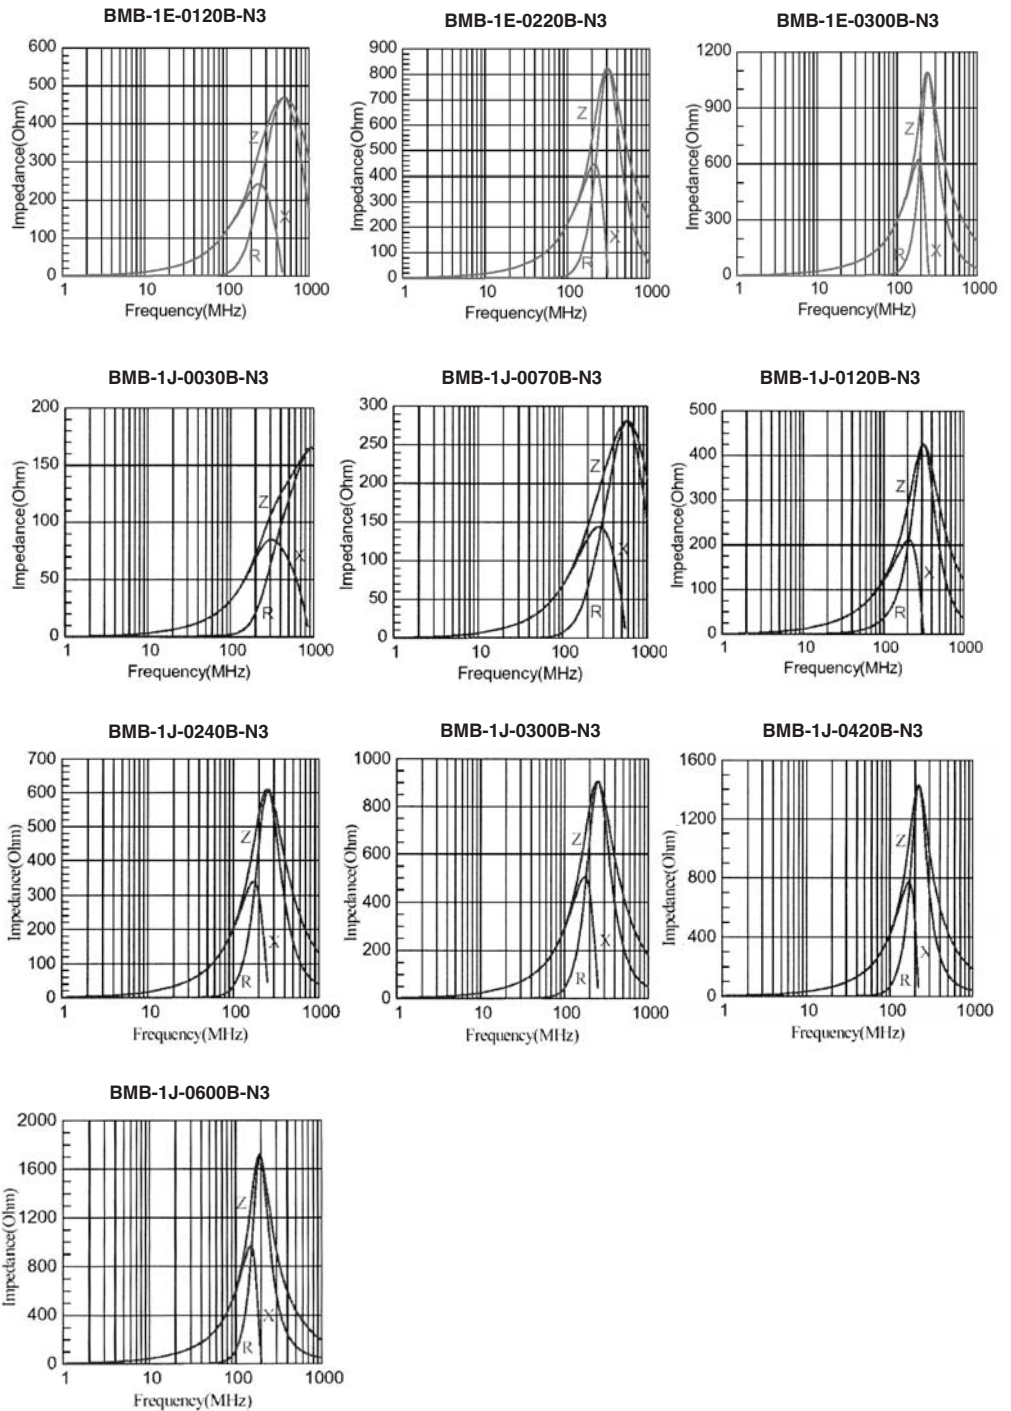 BMB-1E-0120B-N3
600
500
400
300
200
100
0
Impedance(Ohm)
Z
X
R
1 10 100 1000
Frequency(MHz)
BMB-1E-0220B-N3
900
800
700
600
500
400
300
200
100
0
Impedance(Ohm)
Z
X
R
1 10 100 1000
Frequency(MHz)
BMB-1E-0300B-N3
1200
900
600
300
0
Impedance(Ohm)
Z
R
X
1 10 100 1000
Frequency(MHz)
BMB-1J-0030B-N3
200
150
100
50
0
Impedance(Ohm)
Z
X
R
1 10 100 1000
Frequency(MHz)
BMB-1J-0070B-N3
300
250
200
150
100
50
0
Impedance(Ohm)
Z
X
R
1 10 100 1000
Frequency(MHz)
BMB-1J-0120B-N3
500
400
300
200
100
0
Impedance(Ohm)
Z
X
R
1 10 100 1000
Frequency(MHz)
BMB-1J-0240B-N3
700
600
500
400
300
200
100
0
Impedance(Ohm)
Z
X
R
1 10 100 1000
Frequency(MHz)
BMB-1J-0300B-N3
1000
800
600
400
200
0
Impedance(Ohm)
Z
X
R
1 10 100 1000
Frequency(MHz)
BMB-1J-0420B-N3
1600
1200
800
400
0
Impedance(Ohm)
Z
X
R
1 10 100 1000
Frequency(MHz)
BMB-1J-0600B-N3
2000
1600
1200
800
400
0
Impedance(Ohm)
Z
X
R
1 10 100 1000
Frequency(MHz)